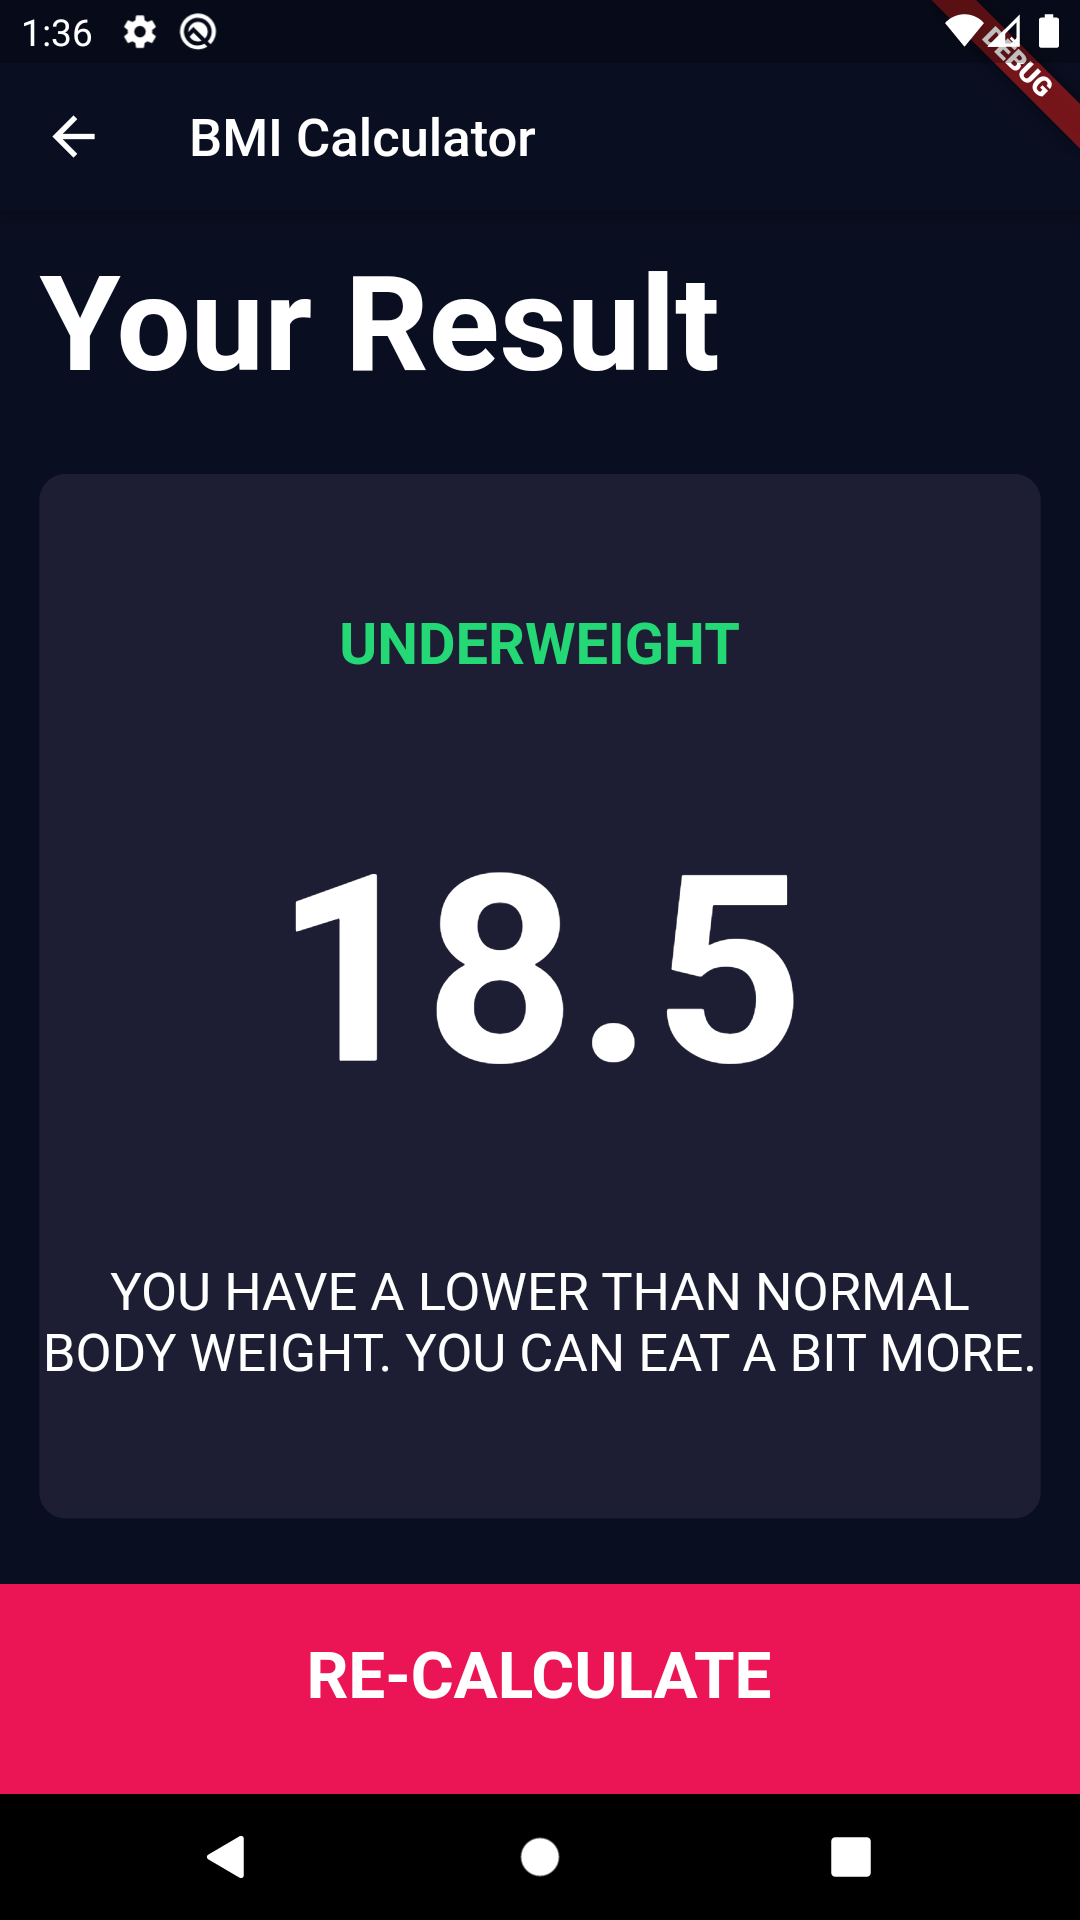 1:36
DEBUG
BMI Calculator
Your Result
UNDERWEIGHT
18.5
YOU HAVE A LOWER THAN NORMAL
BODY WEIGHT. YOU CAN EAT A BIT MORE.
RE-CALCULATE